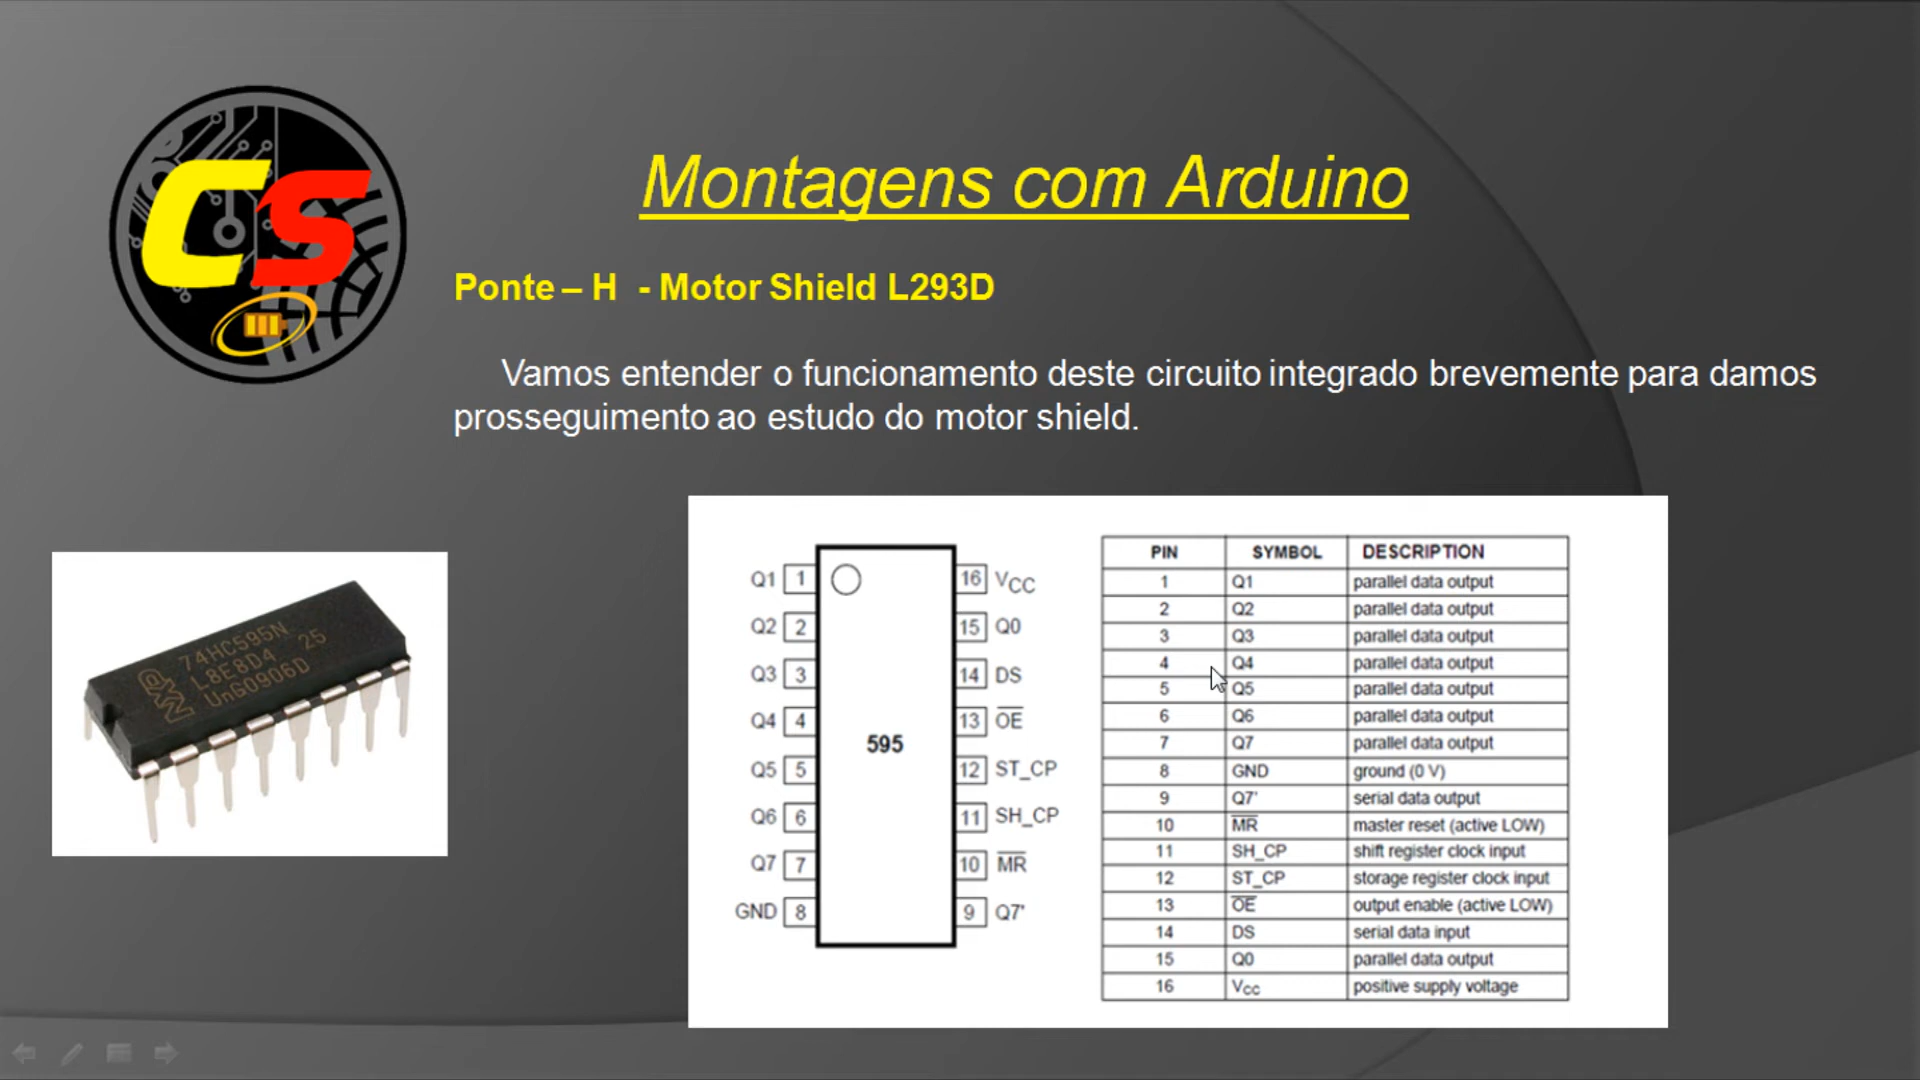 CS
Montagens com Arduino
Ponte – H - Motor Shield L293D
Vamos entender o funcionamento deste circuito integrado brevemente para damos
prosseguimento ao estudo do motor shield.
74HC595N
L8E8D4 25
UnG0906D
Q1 1 16 VCC
Q2 2 15 Q0
Q3 3 14 DS
Q4 4 13 OE
595
Q5 5 12 ST_CP
Q6 6 11 SH_CP
Q7 7 10 MR
GND 8 9 Q7'
PIN SYMBOL DESCRIPTION
1 Q1 parallel data output
2 Q2 parallel data output
3 Q3 parallel data output
4 Q4 parallel data output
5 Q5 parallel data output
6 Q6 parallel data output
7 Q7 parallel data output
8 GND ground (0 V)
9 Q7' serial data output
10 MR master reset (active LOW)
11 SH_CP shift register clock input
12 ST_CP storage register clock input
13 OE output enable (active LOW)
14 DS serial data input
15 Q0 parallel data output
16 VCC positive supply voltage